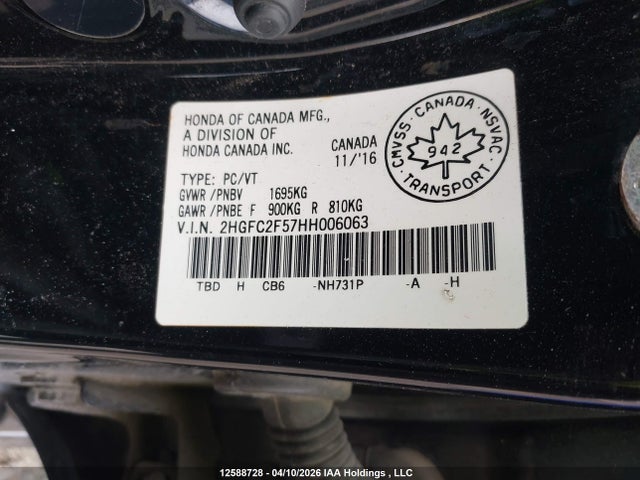 HONDA OF CANADA MFG.,
A DIVISION OF
HONDA CANADA INC.
CANADA
11/'16
CMVSS · CANADA · NSVAC
942
· TRANSPORT ·
TYPE: PC/VT
GVWR /PNBV 1695KG
GAWR /PNBE F 900KG R 810KG
V.I.N. 2HGFC2F57HH006063
TBD H CB6 -NH731P -A -H
12588728 - 04/10/2026 IAA Holdings , LLC